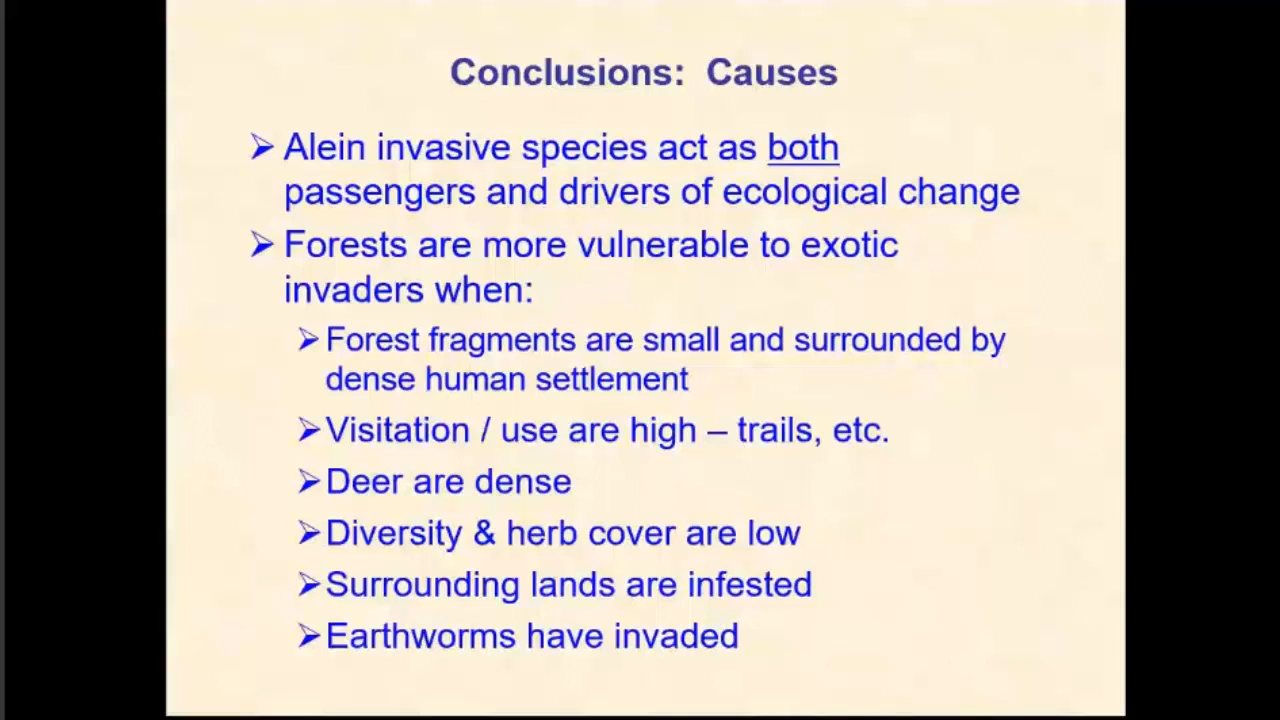 Conclusions: Causes
➢ Alein invasive species act as both
passengers and drivers of ecological change
➢ Forests are more vulnerable to exotic
invaders when:
➢ Forest fragments are small and surrounded by
dense human settlement
➢ Visitation / use are high – trails, etc.
➢ Deer are dense
➢ Diversity & herb cover are low
➢ Surrounding lands are infested
➢ Earthworms have invaded